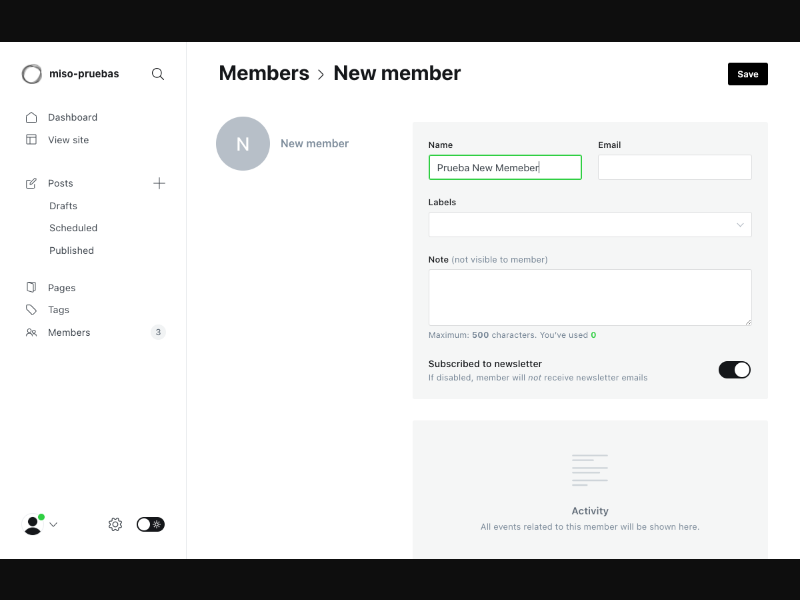 miso-pruebas
Members > New member
Save
Dashboard
View site
Posts
Drafts
Scheduled
Published
Pages
Tags
Members
3
N
New member
Name
Email
Prueba New Memeber
Labels
Note (not visible to member)
Maximum: 500 characters. You've used 0
Subscribed to newsletter
If disabled, member will not receive newsletter emails
Activity
All events related to this member will be shown here.